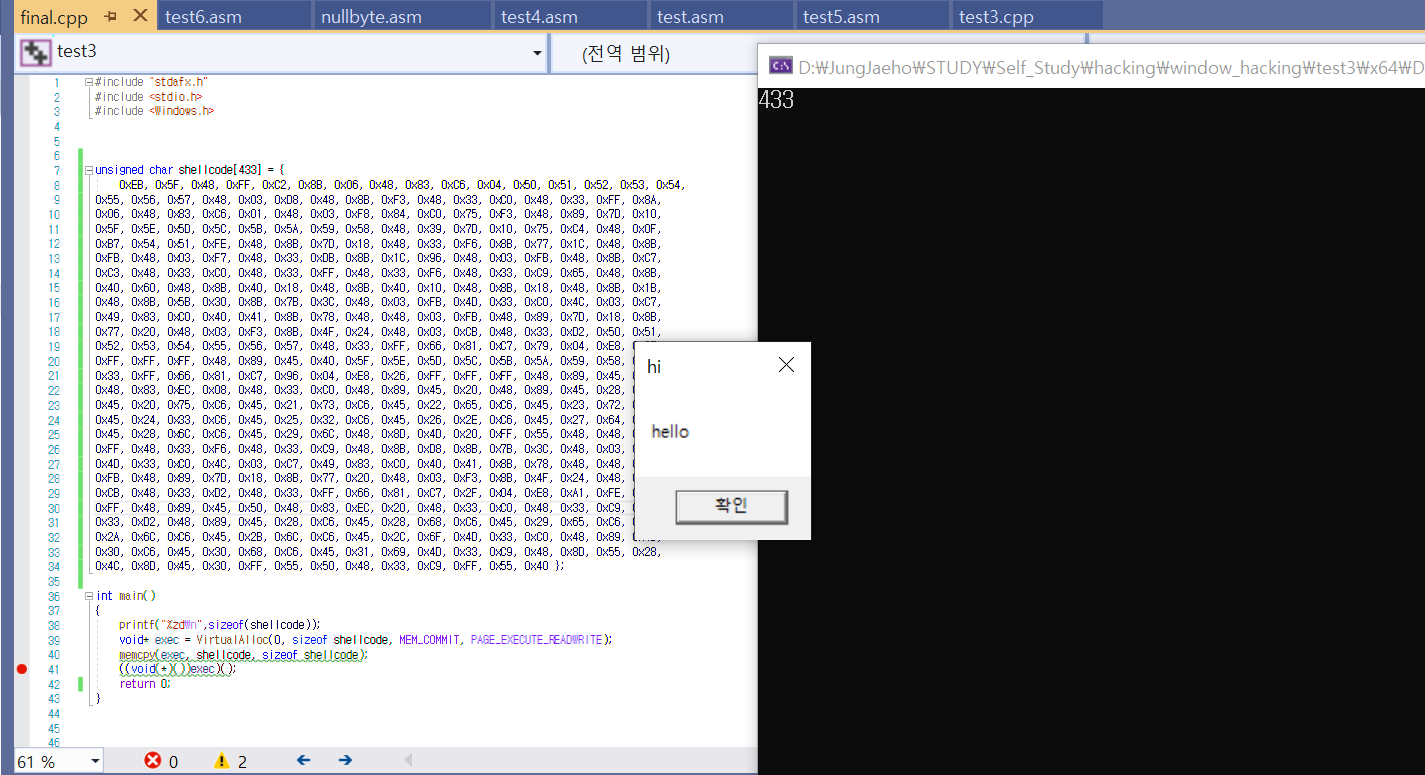 final.cpp
test6.asm
nullbyte.asm
test4.asm
test.asm
test5.asm
test3.cpp
test3
(전역 범위)
D:\JungJaeho\STUDY\Self_Study\hacking\window_hacking\test3\x64\D
433
1 #include "stdafx.h"
2 #include <stdio.h>
3 #include <Windows.h>
4
5
6
7 unsigned char shellcode[433] = {
8 0xEB, 0x5F, 0x48, 0xFF, 0xC2, 0x8B, 0x06, 0x48, 0x83, 0xC6, 0x04, 0x50, 0x51, 0x52, 0x53, 0x54,
9 0x55, 0x56, 0x57, 0x48, 0x03, 0xD8, 0x48, 0x8B, 0xF3, 0x48, 0x33, 0xC0, 0x48, 0x33, 0xFF, 0x8A,
10 0x06, 0x48, 0x83, 0xC6, 0x01, 0x48, 0x03, 0xF8, 0x84, 0xC0, 0x75, 0xF3, 0x48, 0x89, 0x7D, 0x10,
11 0x5F, 0x5E, 0x5D, 0x5C, 0x5B, 0x5A, 0x59, 0x58, 0x48, 0x39, 0x7D, 0x10, 0x75, 0xC4, 0x48, 0x0F,
12 0xB7, 0x54, 0x51, 0xFE, 0x48, 0x8B, 0x7D, 0x18, 0x48, 0x33, 0xF6, 0x8B, 0x77, 0x1C, 0x48, 0x8B,
13 0xFB, 0x48, 0x03, 0xF7, 0x48, 0x33, 0xDB, 0x8B, 0x1C, 0x96, 0x48, 0x03, 0xFB, 0x48, 0x8B, 0xC7,
14 0xC3, 0x48, 0x33, 0xC0, 0x48, 0x33, 0xFF, 0x48, 0x33, 0xF6, 0x48, 0x33, 0xC9, 0x65, 0x48, 0x8B,
15 0x40, 0x60, 0x48, 0x8B, 0x40, 0x18, 0x48, 0x8B, 0x40, 0x10, 0x48, 0x8B, 0x18, 0x48, 0x8B, 0x1B,
16 0x48, 0x8B, 0x5B, 0x30, 0x8B, 0x7B, 0x3C, 0x48, 0x03, 0xFB, 0x4D, 0x33, 0xC0, 0x4C, 0x03, 0xC7,
17 0x49, 0x83, 0xC0, 0x40, 0x41, 0x8B, 0x78, 0x48, 0x48, 0x03, 0xFB, 0x48, 0x89, 0x7D, 0x18, 0x8B,
18 0x77, 0x20, 0x48, 0x03, 0xF3, 0x8B, 0x4F, 0x24, 0x48, 0x03, 0xCB, 0x48, 0x33, 0xD2, 0x50, 0x51,
19 0x52, 0x53, 0x54, 0x55, 0x56, 0x57, 0x48, 0x33, 0xFF, 0x66, 0x81, 0xC7, 0x79, 0x04, 0xE8,
20 0xFF, 0xFF, 0xFF, 0x48, 0x89, 0x45, 0x40, 0x5F, 0x5E, 0x5D, 0x5C, 0x5B, 0x5A, 0x59, 0x58,
21 0x33, 0xFF, 0x66, 0x81, 0xC7, 0x96, 0x04, 0xE8, 0x26, 0xFF, 0xFF, 0xFF, 0x48, 0x89, 0x45,
22 0x48, 0x83, 0xEC, 0x08, 0x48, 0x33, 0xC0, 0x48, 0x89, 0x45, 0x20, 0x48, 0x89, 0x45, 0x28,
23 0x45, 0x20, 0x75, 0xC6, 0x45, 0x21, 0x73, 0xC6, 0x45, 0x22, 0x65, 0xC6, 0x45, 0x23, 0x72,
24 0x45, 0x24, 0x33, 0xC6, 0x45, 0x25, 0x32, 0xC6, 0x45, 0x26, 0x2E, 0xC6, 0x45, 0x27, 0x64,
25 0x45, 0x28, 0x6C, 0xC6, 0x45, 0x29, 0x6C, 0x48, 0x8D, 0x4D, 0x20, 0xFF, 0x55, 0x48, 0x48,
26 0xFF, 0x48, 0x33, 0xF6, 0x48, 0x33, 0xC9, 0x48, 0x8B, 0xD8, 0x8B, 0x7B, 0x3C, 0x48, 0x03,
27 0x4D, 0x33, 0xC0, 0x4C, 0x03, 0xC7, 0x49, 0x83, 0xC0, 0x40, 0x41, 0x8B, 0x78, 0x48, 0x48,
28 0xFB, 0x48, 0x89, 0x7D, 0x18, 0x8B, 0x77, 0x20, 0x48, 0x03, 0xF3, 0x8B, 0x4F, 0x24, 0x48,
29 0xCB, 0x48, 0x33, 0xD2, 0x48, 0x33, 0xFF, 0x66, 0x81, 0xC7, 0x2F, 0x04, 0xE8, 0xA1, 0xFE,
30 0xFF, 0x48, 0x89, 0x45, 0x50, 0x48, 0x83, 0xEC, 0x20, 0x48, 0x33, 0xC0, 0x48, 0x33, 0xC9,
31 0x33, 0xD2, 0x48, 0x89, 0x45, 0x28, 0xC6, 0x45, 0x28, 0x68, 0xC6, 0x45, 0x29, 0x65, 0xC6,
32 0x2A, 0x6C, 0xC6, 0x45, 0x2B, 0x6C, 0xC6, 0x45, 0x2C, 0x6F, 0x4D, 0x33, 0xC0, 0x48, 0x89,
33 0x30, 0xC6, 0x45, 0x30, 0x68, 0xC6, 0x45, 0x31, 0x69, 0x4D, 0x33, 0xC9, 0x48, 0x8D, 0x55, 0x28,
34 0x4C, 0x8D, 0x45, 0x30, 0xFF, 0x55, 0x50, 0x48, 0x33, 0xC9, 0xFF, 0x55, 0x40 };
35
36 int main()
37 {
38 printf("%zd\n",sizeof(shellcode));
39 void* exec = VirtualAlloc(0, sizeof shellcode, MEM_COMMIT, PAGE_EXECUTE_READWRITE);
40 memcpy(exec, shellcode, sizeof shellcode);
41 ((void(*)())exec)();
42 return 0;
43 }
44
45
46
hi
hello
확인
61 %
0
2